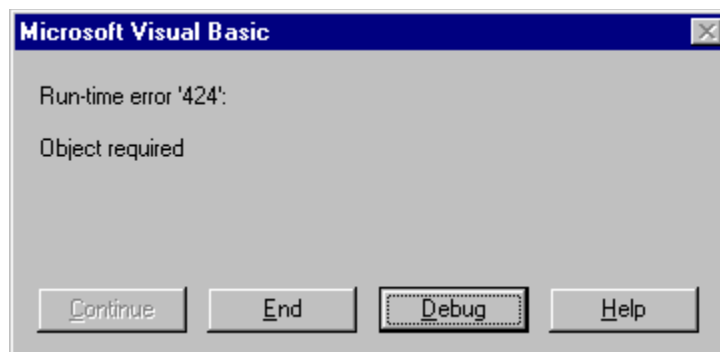 Microsoft Visual Basic
Run-time error '424':
Object required
Continue End Debug Help